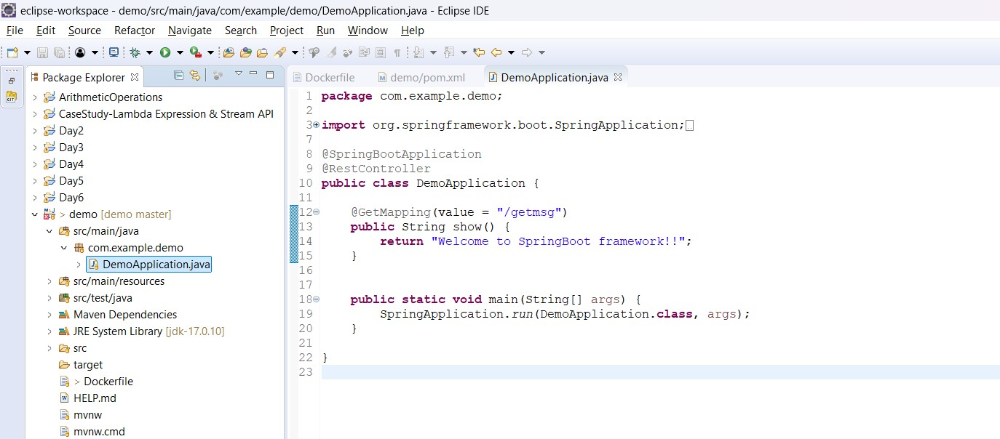 eclipse-workspace - demo/src/main/java/com/example/demo/DemoApplication.java - Eclipse IDE
File Edit Source Refactor Navigate Search Project Run Window Help
Package Explorer
ArithmeticOperations
CaseStudy-Lambda Expression & Stream API
Day2
Day3
Day4
Day5
Day6
> demo [demo master]
src/main/java
com.example.demo
DemoApplication.java
src/main/resources
src/test/java
Maven Dependencies
JRE System Library [jdk-17.0.10]
src
target
> Dockerfile
HELP.md
mvnw
mvnw.cmd
Dockerfile demo/pom.xml DemoApplication.java
1 package com.example.demo;
2
3 import org.springframework.boot.SpringApplication;
7
8 @SpringBootApplication
9 @RestController
10 public class DemoApplication {
11
12     @GetMapping(value = "/getmsg")
13     public String show() {
14         return "Welcome to SpringBoot framework!!";
15     }
16
17
18     public static void main(String[] args) {
19         SpringApplication.run(DemoApplication.class, args);
20     }
21
22 }
23